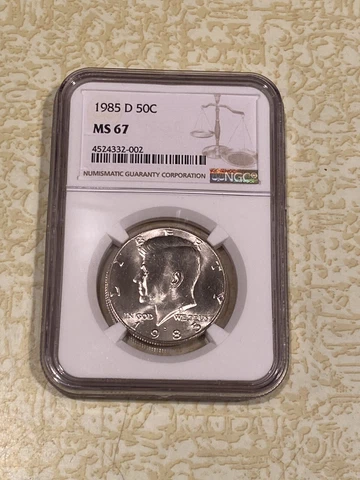 1985 D 50C
MS 67
4524332-002
NUMISMATIC GUARANTY CORPORATION
NGC
LIBERTY
IN GOD WE TRUST
1985